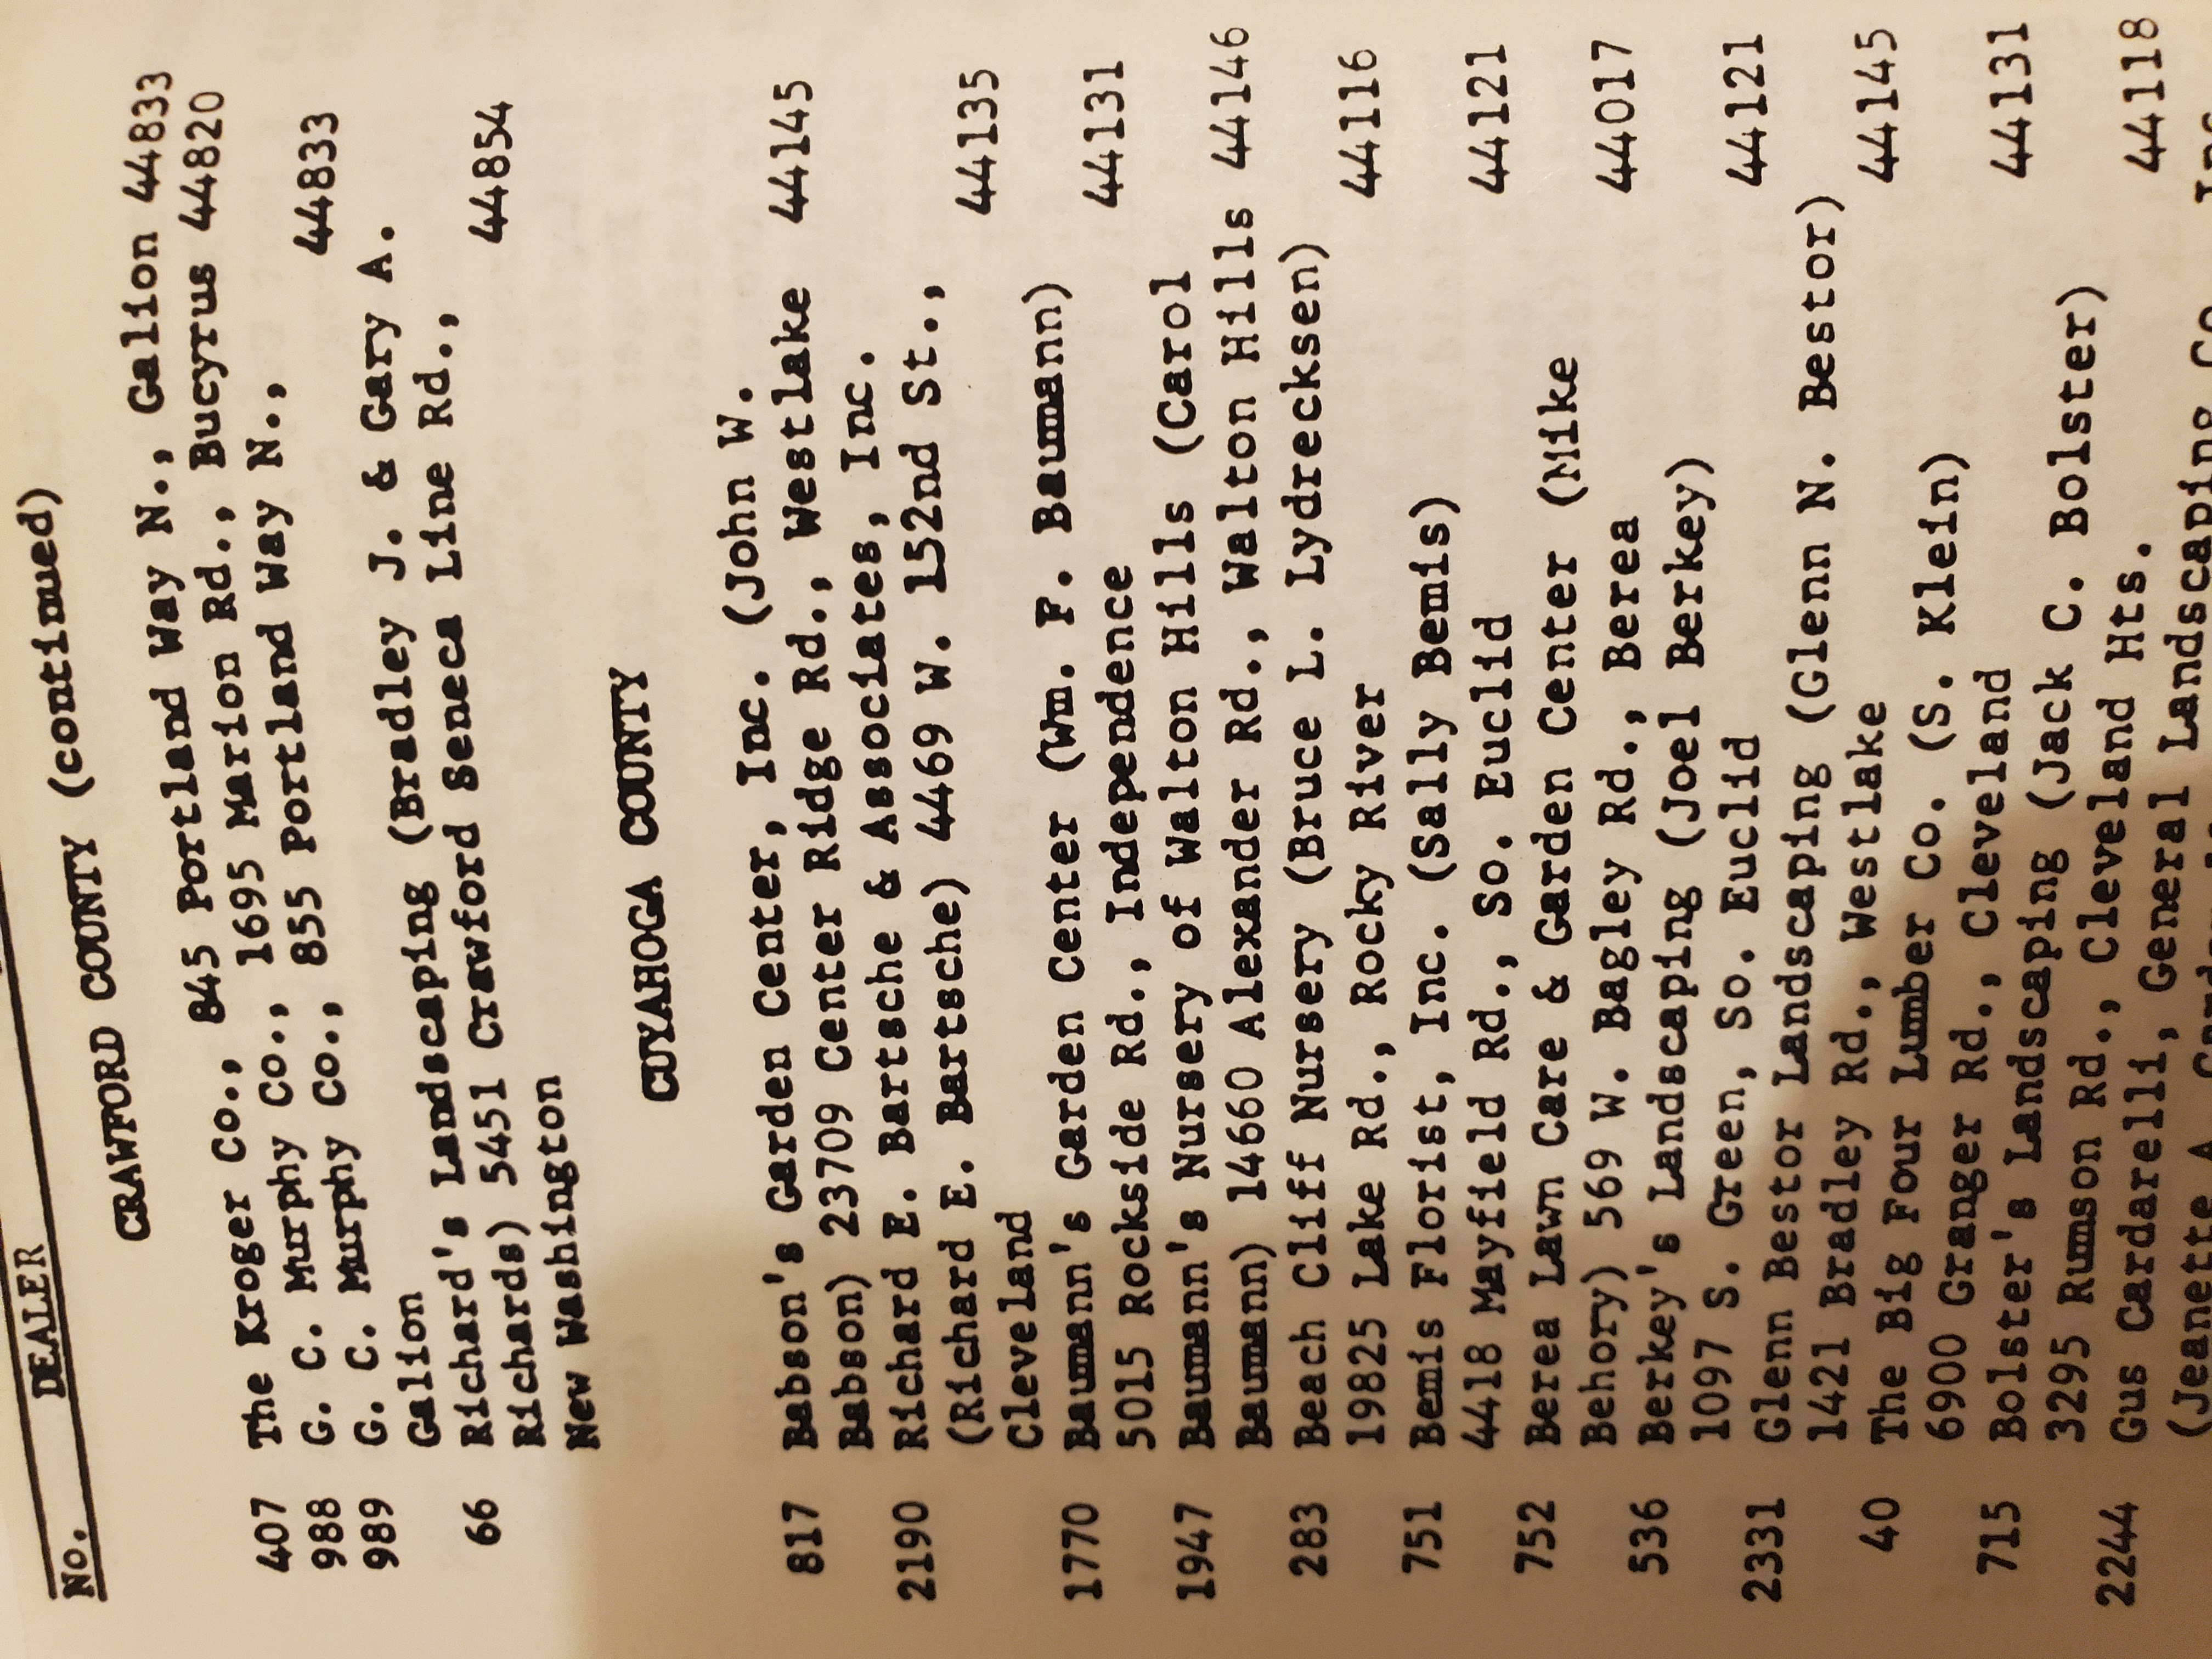 No. DEALER
CRAWFORD COUNTY (continued)
407 The Kroger Co., 845 Portland Way N., Galion 44833
988 G. C. Murphy Co., 1695 Marion Rd., Bucyrus 44820
989 G. C. Murphy Co., 855 Portland Way N.,
Galion 44833
66 Richard's Landscaping (Bradley J. & Gary A.
Richards) 5451 Crawford Seneca Line Rd.,
New Washington 44854
CUYAHOGA COUNTY
817 Babson's Garden Center, Inc. (John W.
Babson) 23709 Center Ridge Rd., Westlake 44145
2190 Richard E. Bartsche & Associates, Inc.
(Richard E. Bartsche) 4469 W. 152nd St.,
Cleveland 44135
1770 Baumann's Garden Center (Wm. F. Baumann)
5015 Rockside Rd., Independence 44131
1947 Baumann's Nursery of Walton Hills (Carol
Baumann) 14660 Alexander Rd., Walton Hills 44146
283 Beach Cliff Nursery (Bruce L. Lydrecksen)
19825 Lake Rd., Rocky River 44116
751 Bemis Florist, Inc. (Sally Bemis)
4418 Mayfield Rd., So. Euclid 44121
752 Berea Lawn Care & Garden Center (Mike
Behory) 569 W. Bagley Rd., Berea 44017
536 Berkey's Landscaping (Joel Berkey)
1097 S. Green, So. Euclid 44121
2331 Glenn Bestor Landscaping (Glenn N. Bestor)
1421 Bradley Rd., Westlake 44145
40 The Big Four Lumber Co. (S. Klein)
6900 Granger Rd., Cleveland 44131
715 Bolster's Landscaping (Jack C. Bolster)
3295 Rumson Rd., Cleveland Hts. 44118
2244 Gus Cardarelli, General Landscaping Co., Inc.
(Jeanette A.